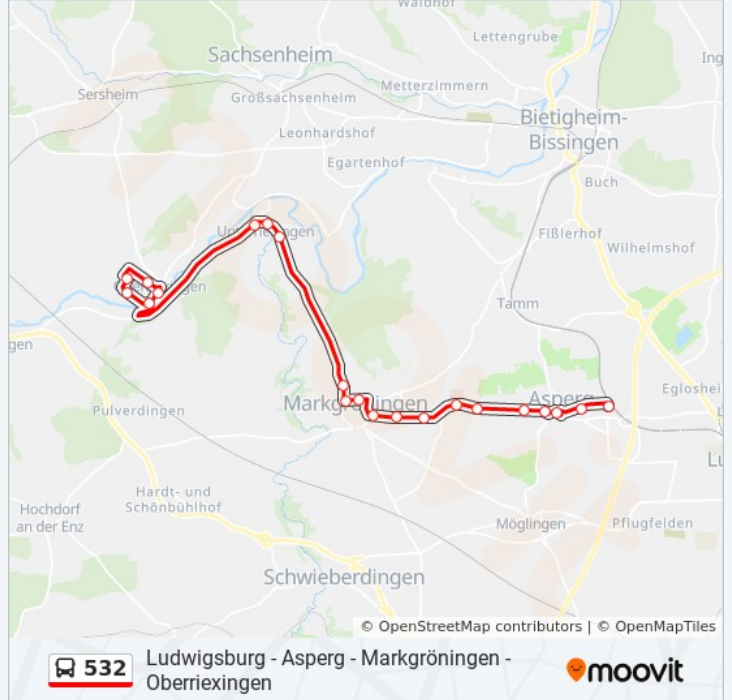 Waldhof
Lettengrube
Sachsenheim
Ing
Sersheim
Metterzimmern
Großsachsenheim
Bietigheim-
Bissingen
Leonhardshof
Egartenhof
Buch
Fißlerhof
Wilhelmshof
Tamm
gen
Egloshei
Asperg
Markgröningen
Pulverdingen
Lu
Hardt- und
Schönbühlhof
Hochdorf
an der Enz
Möglingen
Pflugfelden
Schwieberdingen
© OpenStreetMap contributors | © OpenMapTiles
532
Ludwigsburg - Asperg - Markgröningen -
Oberriexingen
moovit